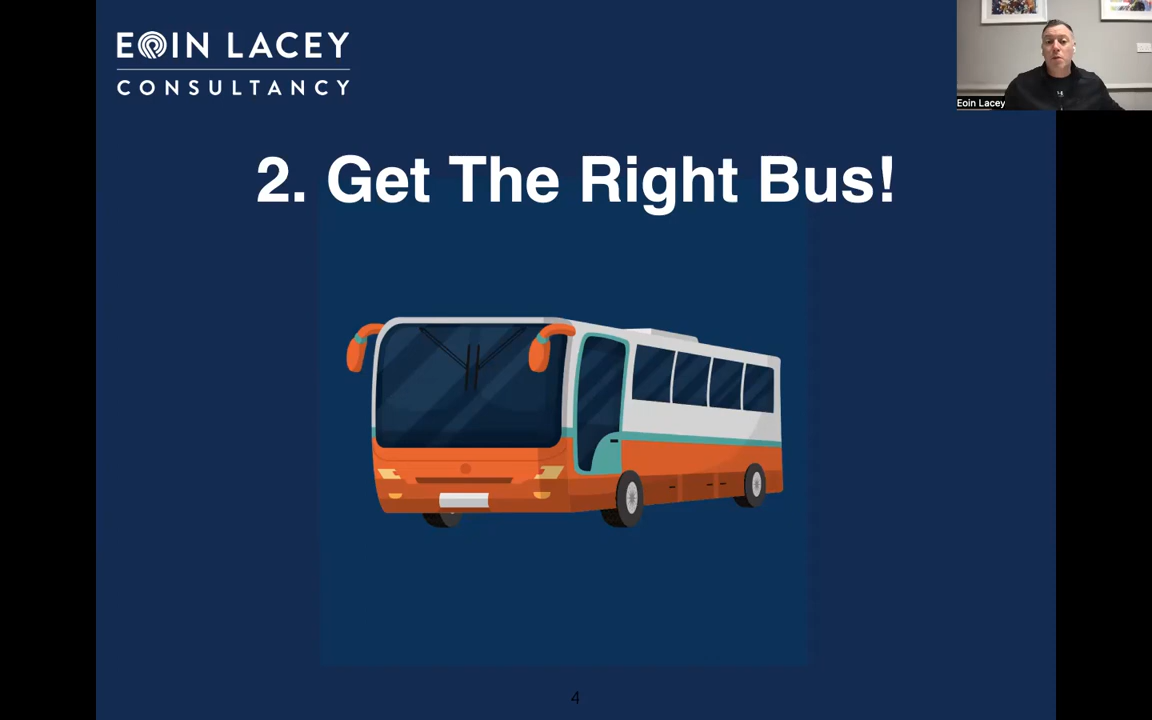 EOIN LACEY
CONSULTANCY
Eoin Lacey
2. Get The Right Bus!
4